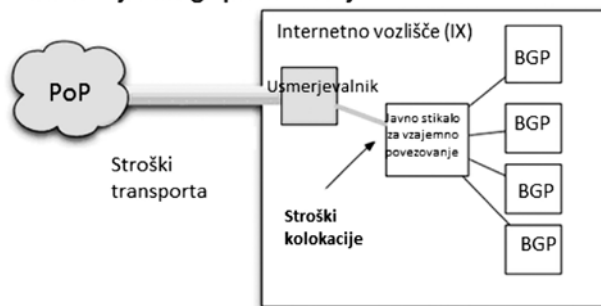 Internetno vozlišče (IX)
PoP
Usmerjevalnik
BGP
Javno stikalo
za vzajemno
povezovanje
BGP
BGP
BGP
Stroški
transporta
Stroški
kolokacije